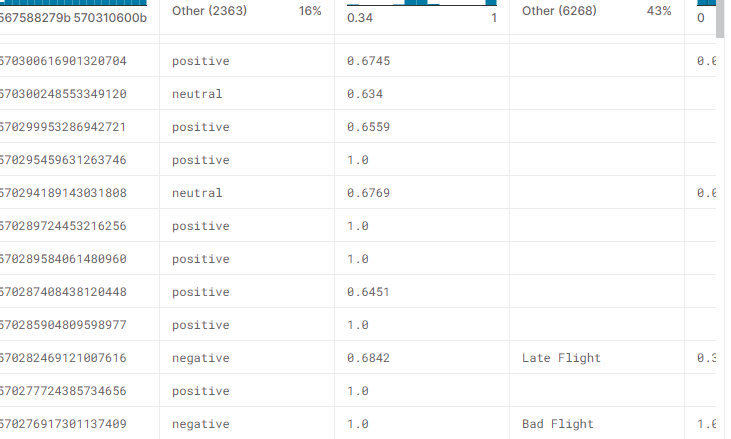 567588279b 570310600b Other (2363) 16% 0.34 1 Other (6268) 43% 0
570300616901320704 positive 0.6745 0.0
570300248553349120 neutral 0.634
570299953286942721 positive 0.6559
570295459631263746 positive 1.0
570294189143031808 neutral 0.6769 0.0
570289724453216256 positive 1.0
570289584061480960 positive 1.0
570287408438120448 positive 0.6451
570285904809598977 positive 1.0
570282469121007616 negative 0.6842 Late Flight 0.3
570277724385734656 positive 1.0
570276917301137409 negative 1.0 Bad Flight 1.0